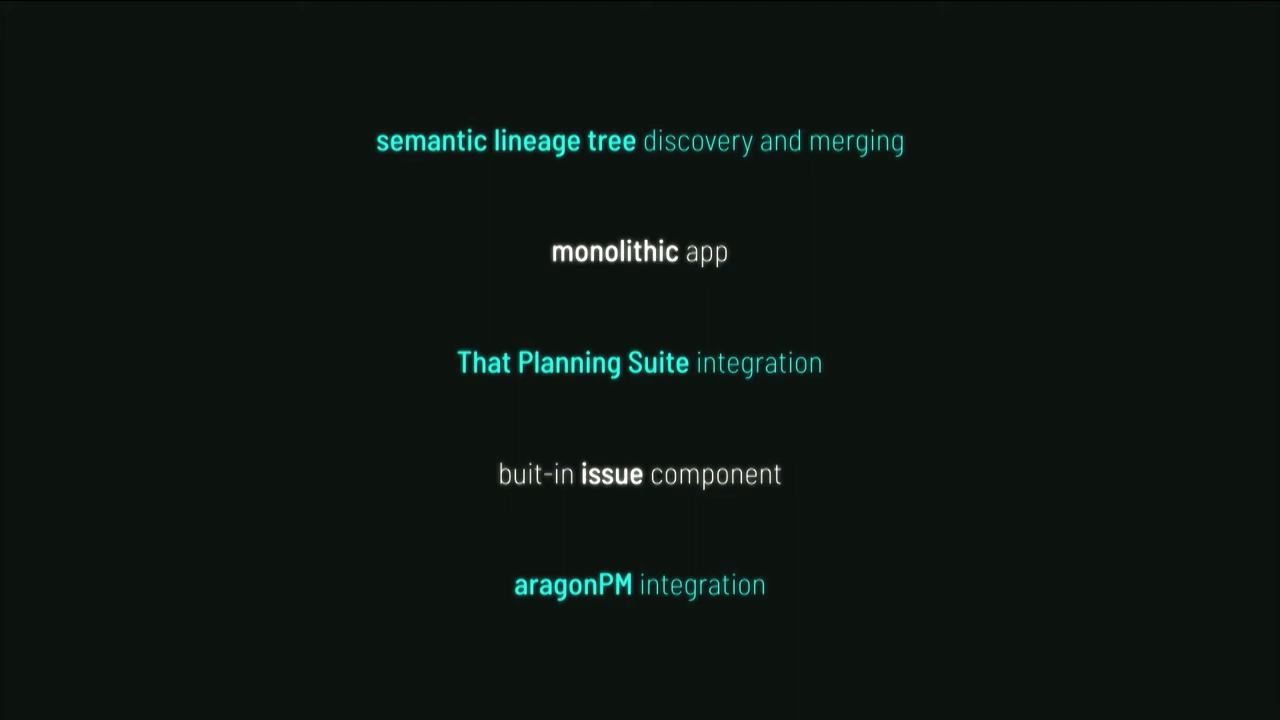 semantic lineage tree discovery and merging
monolithic app
That Planning Suite integration
buit-in issue component
aragonPM integration